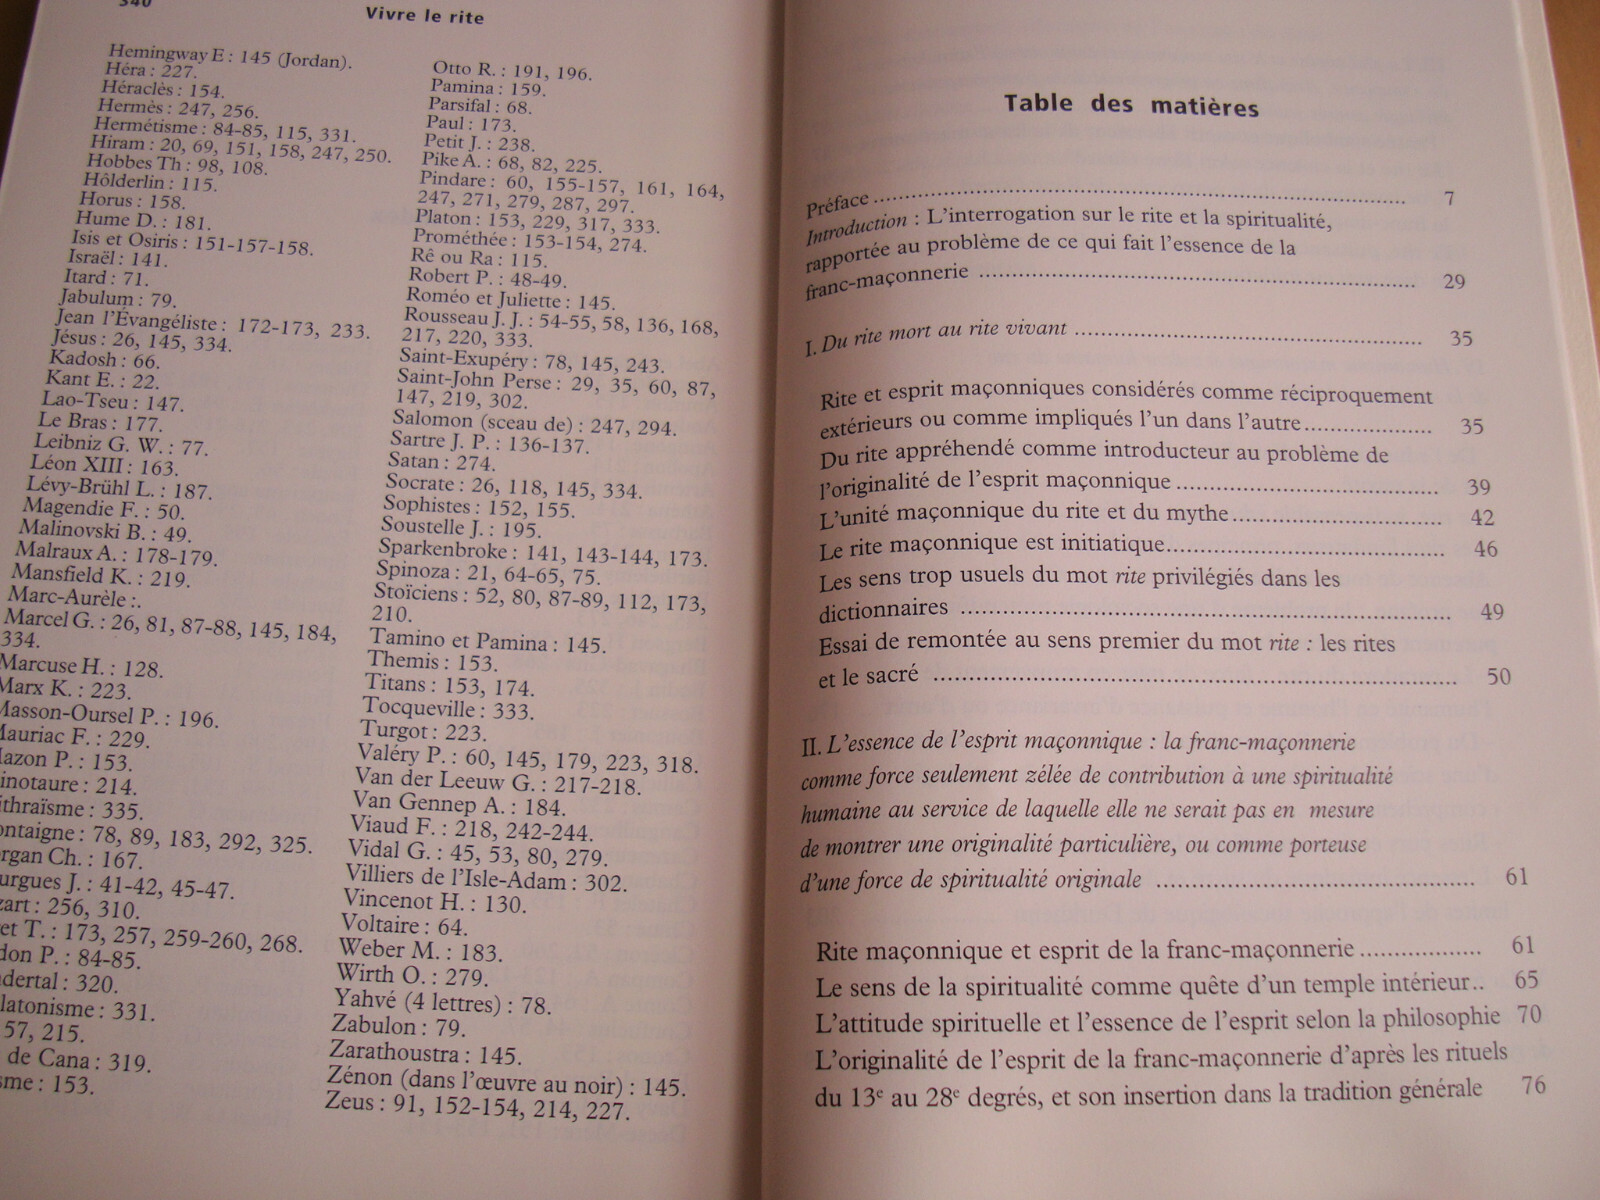 340
Vivre le rite
Hemingway E : 145 (Jordan).
Héra : 227.
Héraclès : 154.
Hermès : 247, 256.
Hermétisme : 84-85, 115, 331.
Hiram : 20, 69, 151, 158, 247, 250.
Hobbes Th : 98, 108.
Hôlderlin : 115.
Horus : 158.
Hume D. : 181.
Isis et Osiris : 151-157-158.
Israël : 141.
Itard : 71.
Jabulum : 79.
Jean l'Évangéliste : 172-173, 233.
Jésus : 26, 145, 334.
Kadosh : 66.
Kant E. : 22.
Lao-Tseu : 147.
Le Bras : 177.
Leibniz G. W. : 77.
Léon XIII : 163.
Lévy-Brühl L. : 187.
Magendie F. : 50.
Malinovski B. : 49.
Malraux A. : 178-179.
Mansfield K. : 219.
Marc-Aurèle :.
Marcel G. : 26, 81, 87-88, 145, 184,
334.
Marcuse H. : 128.
Marx K. : 223.
Masson-Oursel P. : 196.
Mauriac F. : 229.
azon P. : 153.
inotaure : 214.
ithraïsme : 335.
ontaigne : 78, 89, 183, 292, 325.
rgan Ch. : 167.
urgues J. : 41-42, 45-47.
zart : 256, 310.
et T. : 173, 257, 259-260, 268.
don P. : 84-85.
dertal : 320.
latonisme : 331.
57, 215.
de Cana : 319.
sme : 153.
Otto R. : 191, 196.
Pamina : 159.
Parsifal : 68.
Paul : 173.
Petit J. : 238.
Pike A. : 68, 82, 225.
Pindare : 60, 155-157, 161, 164,
247, 271, 279, 287, 297.
Platon : 153, 229, 317, 333.
Prométhée : 153-154, 274.
Rê ou Ra : 115.
Robert P. : 48-49.
Roméo et Juliette : 145.
Rousseau J. J. : 54-55, 58, 136, 168,
217, 220, 333.
Saint-Exupéry : 78, 145, 243.
Saint-John Perse : 29, 35, 60, 87,
147, 219, 302.
Salomon (sceau de) : 247, 294.
Sartre J. P. : 136-137.
Satan : 274.
Socrate : 26, 118, 145, 334.
Sophistes : 152, 155.
Soustelle J. : 195.
Sparkenbroke : 141, 143-144, 173.
Spinoza : 21, 64-65, 75.
Stoïciens : 52, 80, 87-89, 112, 173,
210.
Tamino et Pamina : 145.
Themis : 153.
Titans : 153, 174.
Tocqueville : 333.
Turgot : 223.
Valéry P. : 60, 145, 179, 223, 318.
Van der Leeuw G. : 217-218.
Van Gennep A. : 184.
Viaud F. : 218, 242-244.
Vidal G. : 45, 53, 80, 279.
Villiers de l'Isle-Adam : 302.
Vincenot H. : 130.
Voltaire : 64.
Weber M. : 183.
Wirth O. : 279.
Yahvé (4 lettres) : 78.
Zabulon : 79.
Zarathoustra : 145.
Zénon (dans l'œuvre au noir) : 145.
Zeus : 91, 152-154, 214, 227.
Table des matières
Préface ........ 7
Introduction : L'interrogation sur le rite et la spiritualité,
rapportée au problème de ce qui fait l'essence de la
franc-maçonnerie ........ 29
I. Du rite mort au rite vivant ........ 35
Rite et esprit maçonniques considérés comme réciproquement
extérieurs ou comme impliqués l'un dans l'autre ........ 35
Du rite appréhendé comme introducteur au problème de
l'originalité de l'esprit maçonnique ........ 39
L'unité maçonnique du rite et du mythe ........ 42
Le rite maçonnique est initiatique ........ 46
Les sens trop usuels du mot rite privilégiés dans les
dictionnaires ........ 49
Essai de remontée au sens premier du mot rite : les rites
et le sacré ........ 50
II. L'essence de l'esprit maçonnique : la franc-maçonnerie
comme force seulement zélée de contribution à une spiritualité
humaine au service de laquelle elle ne serait pas en mesure
de montrer une originalité particulière, ou comme porteuse
d'une force de spiritualité originale ........ 61
Rite maçonnique et esprit de la franc-maçonnerie ........ 61
Le sens de la spiritualité comme quête d'un temple intérieur.. 65
L'attitude spirituelle et l'essence de l'esprit selon la philosophie 70
L'originalité de l'esprit de la franc-maçonnerie d'après les rituels
du 13e au 28e degrés, et son insertion dans la tradition générale 76